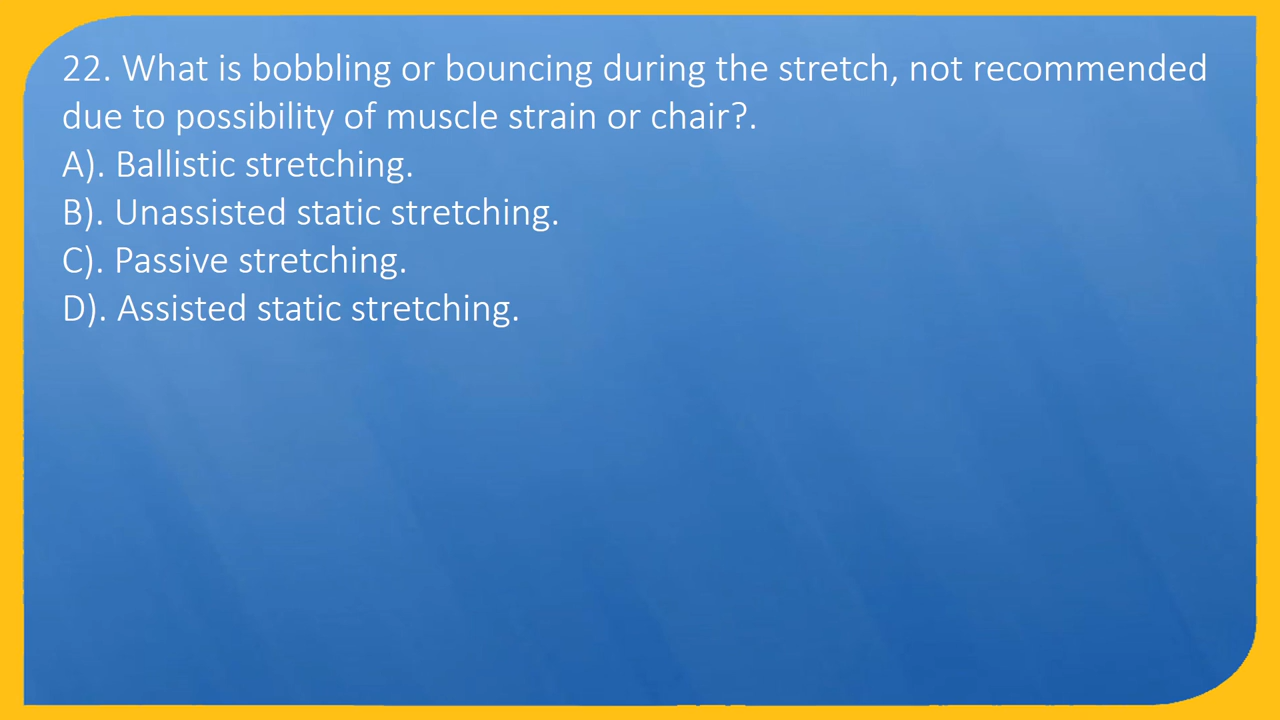 22. What is bobbling or bouncing during the stretch, not recommended
due to possibility of muscle strain or chair?.
A). Ballistic stretching.
B). Unassisted static stretching.
C). Passive stretching.
D). Assisted static stretching.